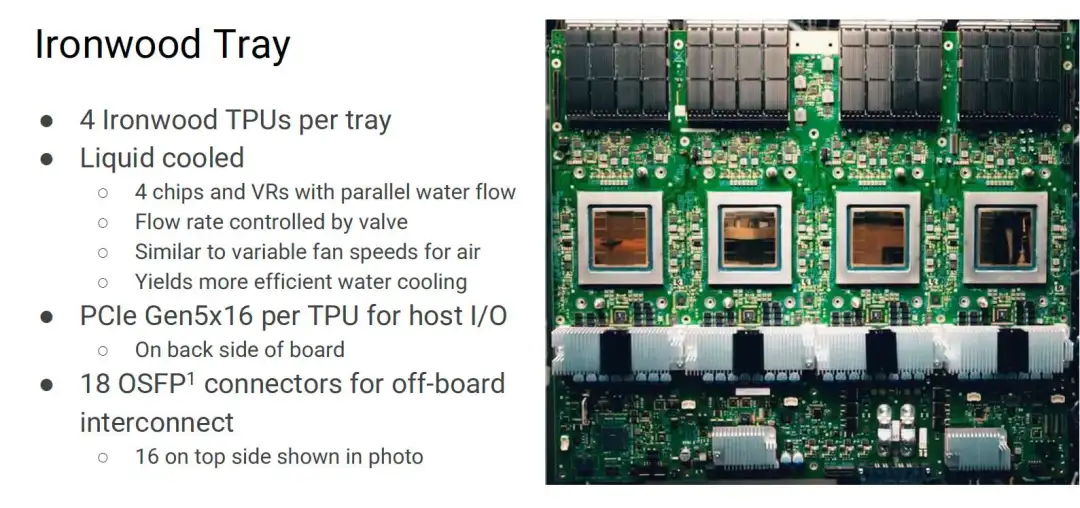 Ironwood Tray
● 4 Ironwood TPUs per tray
● Liquid cooled
○ 4 chips and VRs with parallel water flow
○ Flow rate controlled by valve
○ Similar to variable fan speeds for air
○ Yields more efficient water cooling
● PCIe Gen5x16 per TPU for host I/O
○ On back side of board
● 18 OSFP¹ connectors for off-board
interconnect
○ 16 on top side shown in photo